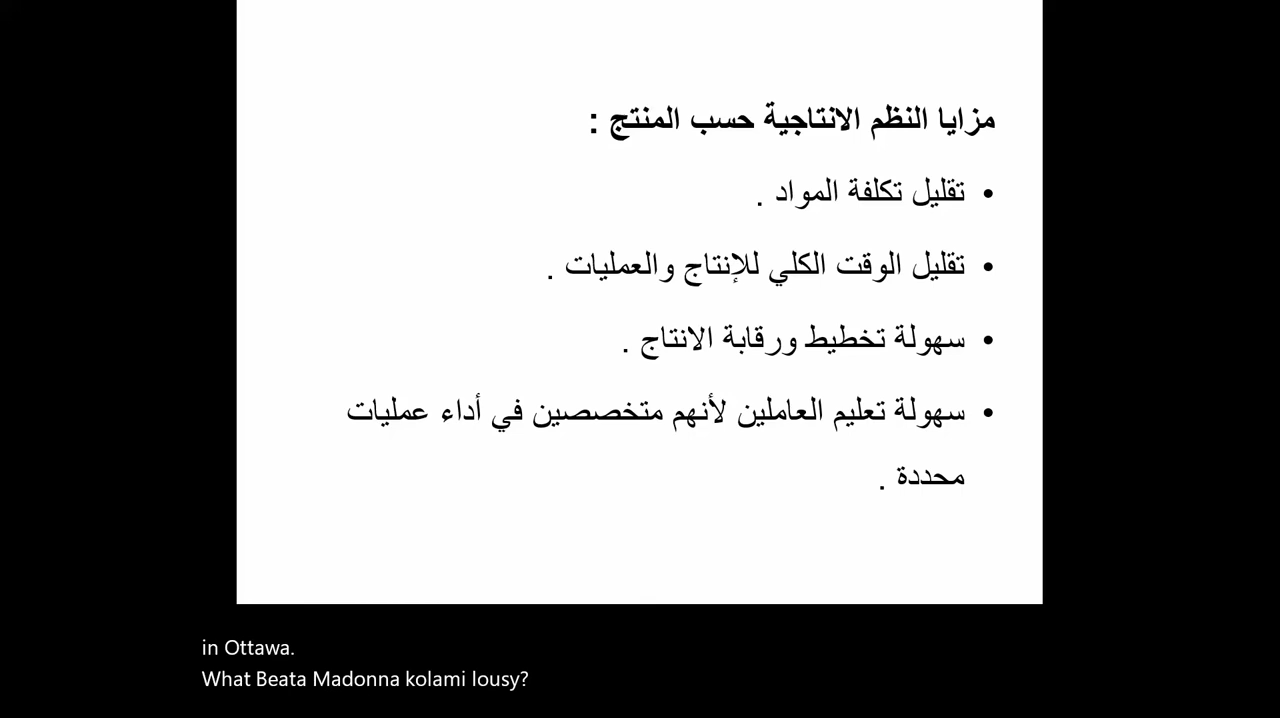 مزايا النظم الانتاجية حسب المنتج :
• تقليل تكلفة المواد .
• تقليل الوقت الكلي للإنتاج والعمليات .
• سهولة تخطيط ورقابة الانتاج .
• سهولة تعليم العاملين لأنهم متخصصين في أداء عمليات
محددة .
in Ottawa.
What Beata Madonna kolami lousy?